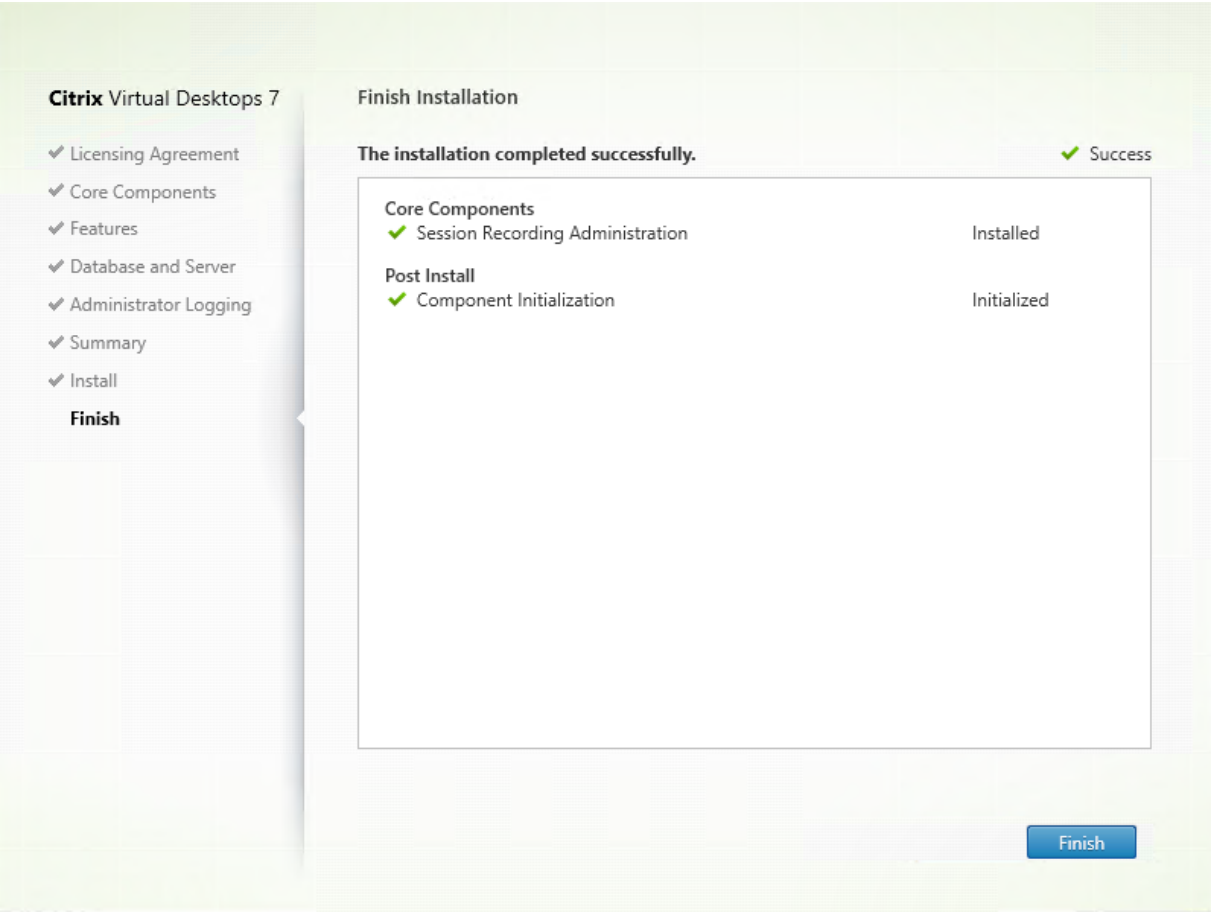 Citrix Virtual Desktops 7
Licensing Agreement
Core Components
Features
Database and Server
Administrator Logging
Summary
Install
Finish
Finish Installation
The installation completed successfully. Success
Core Components
Session Recording Administration Installed
Post Install
Component Initialization Initialized
Finish